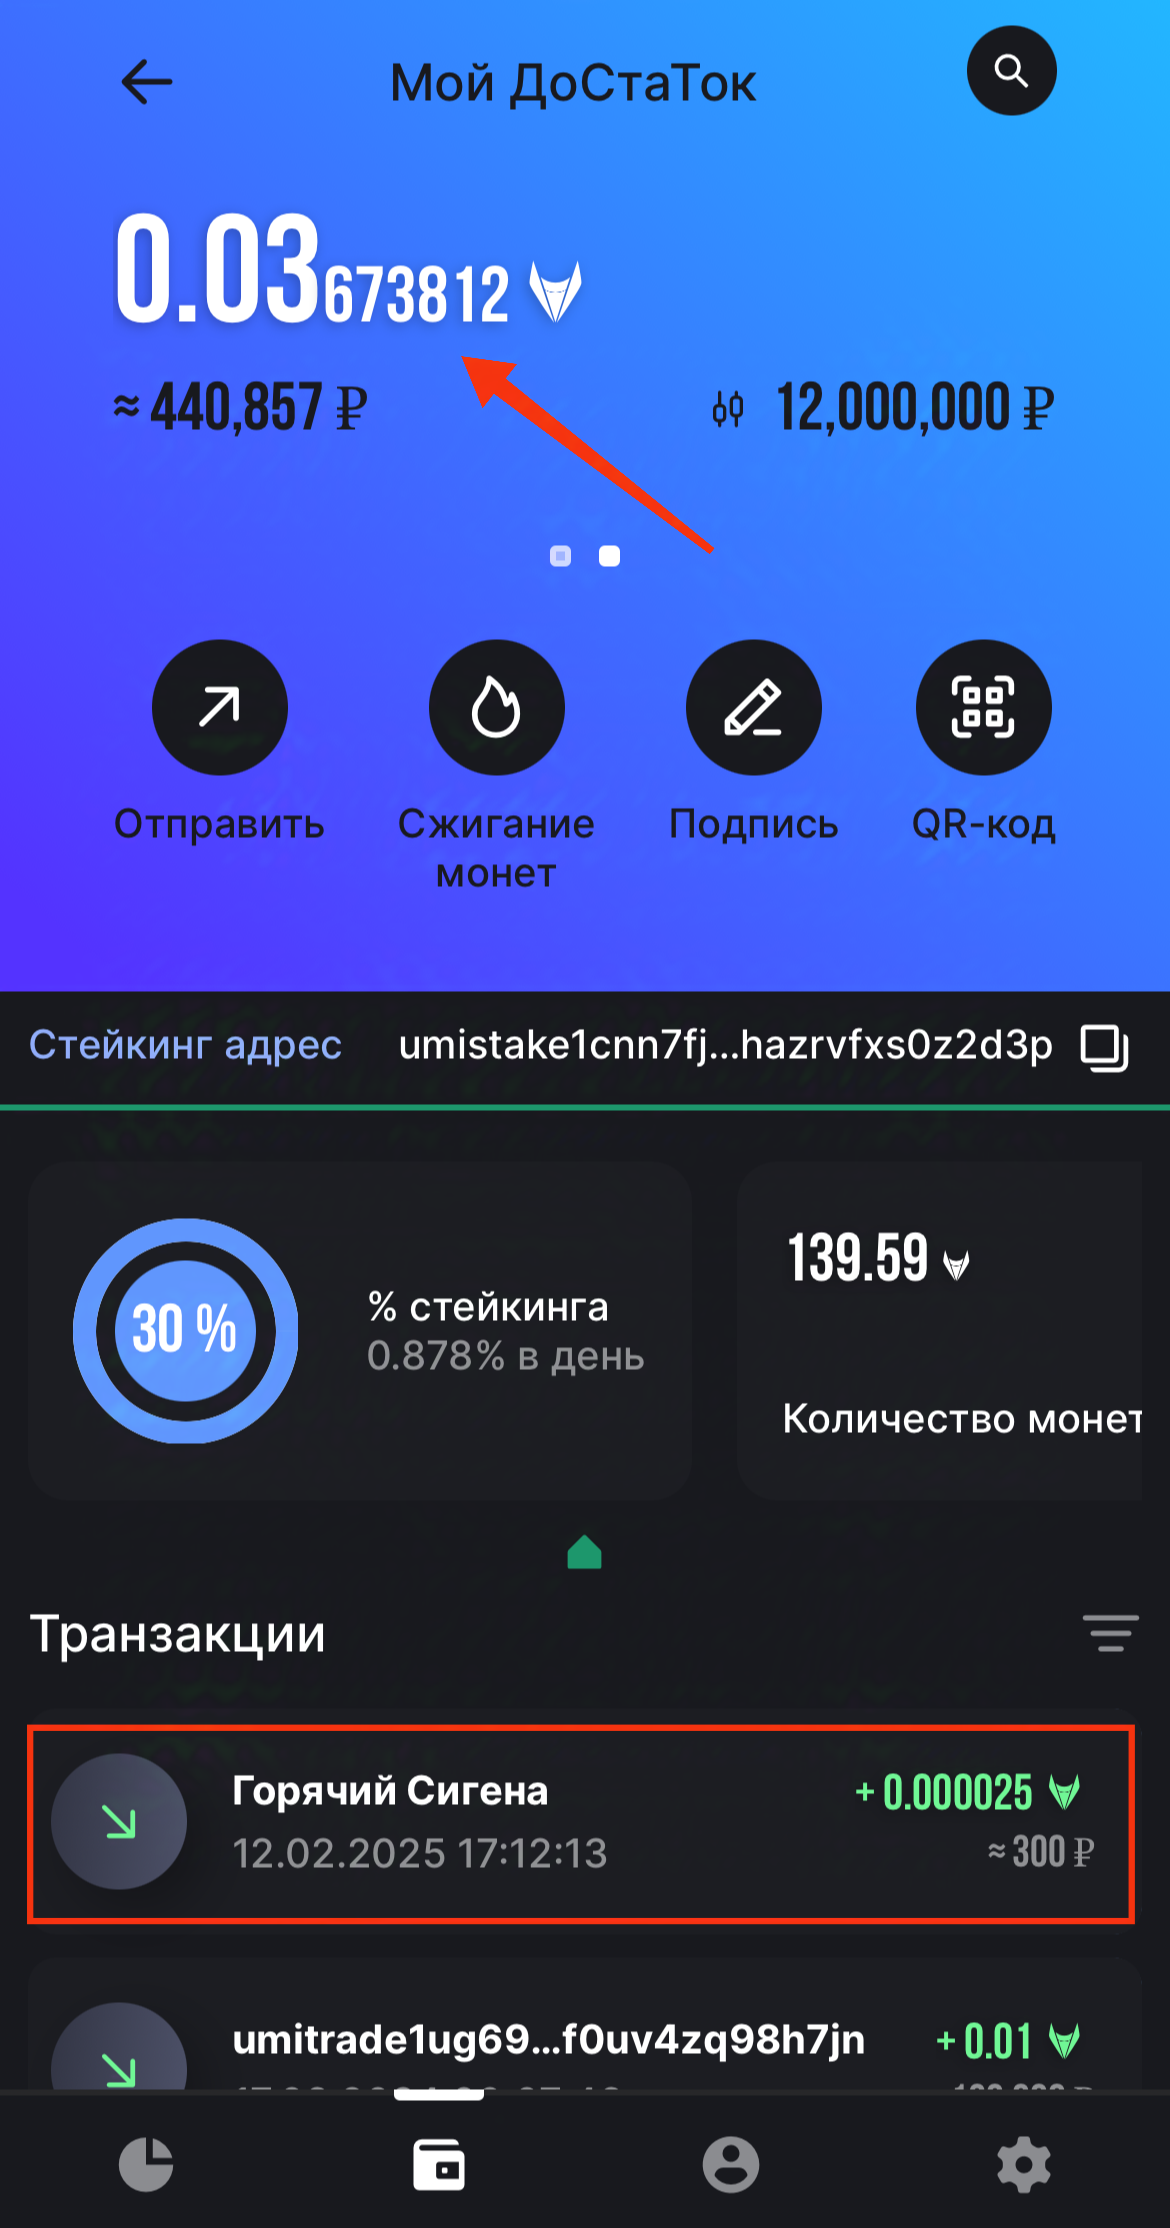 Мой ДоСтаТок
0.03673812
≈ 440,857 ₽
12,000,000 ₽
Отправить
Сжигание
монет
Подпись
QR-код
Стейкинг адрес umistake1cnn7fj...hazrvfxs0z2d3p
30 %
% стейкинга
0.878% в день
139.59
Количество монет
Транзакции
Горячий Сигена +0.000025
12.02.2025 17:12:13 ≈300 ₽
umitrade1ug69...f0uv4zq98h7jn +0.01